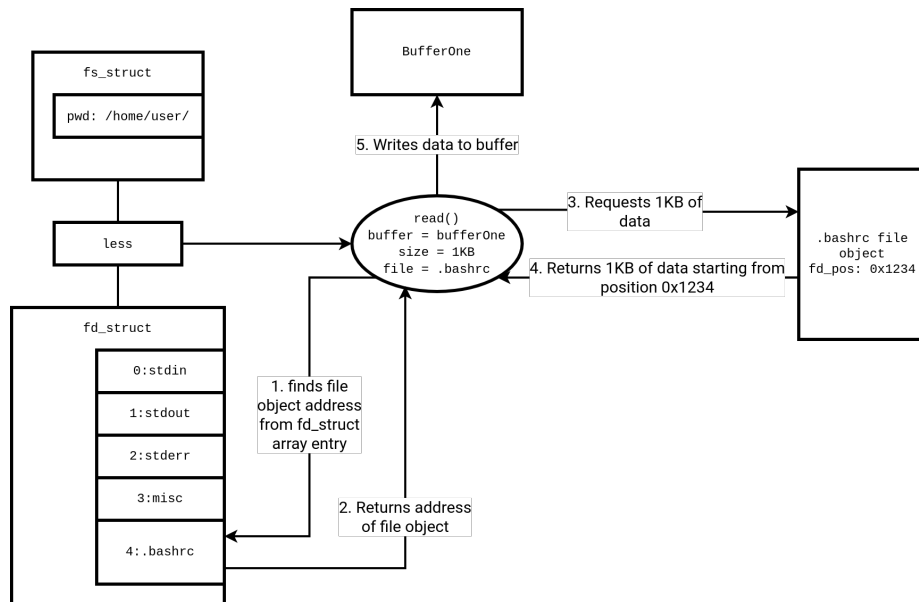 BufferOne
fs_struct
pwd: /home/user/
5. Writes data to buffer
less
read()
buffer = bufferOne
size = 1KB
file = .bashrc
3. Requests 1KB of
data
4. Returns 1KB of data starting from
position 0x1234
.bashrc file
object
fd_pos: 0x1234
fd_struct
0:stdin
1:stdout
2:stderr
3:misc
4:.bashrc
1. finds file
object address
from fd_struct
array entry
2. Returns address
of file object